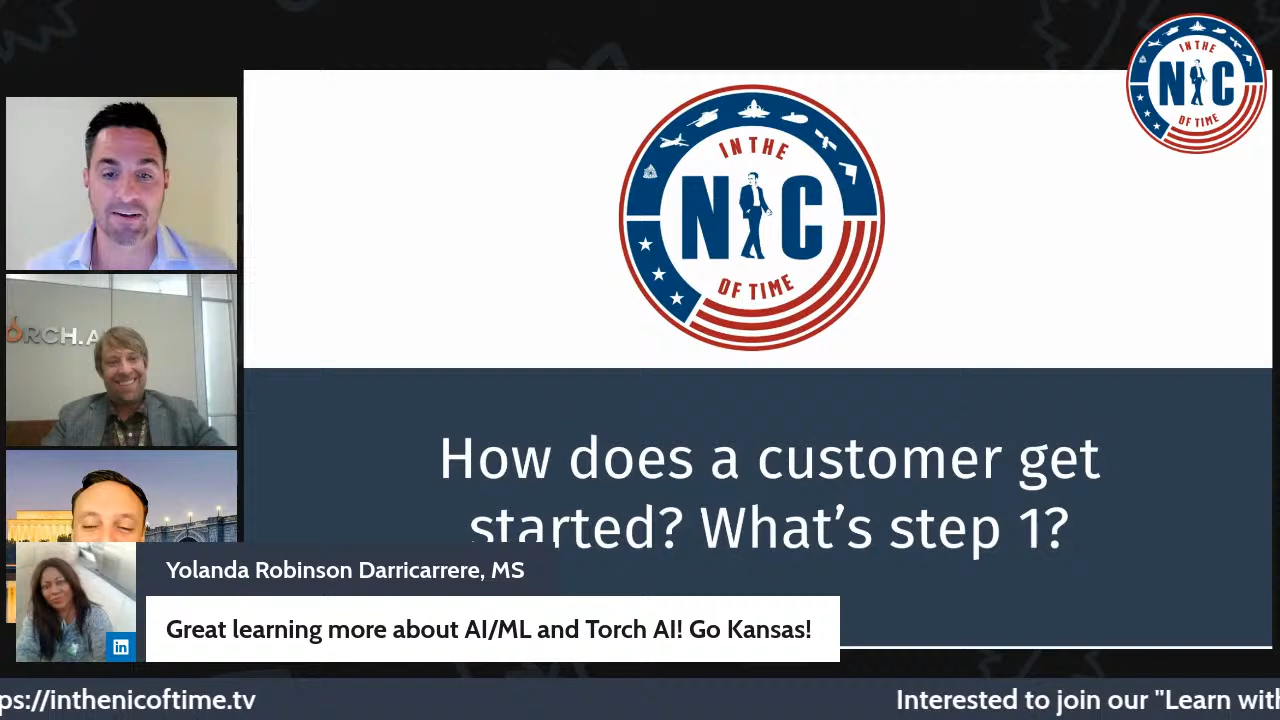 IN THE
NIC
OF TIME
IN THE
NIC
OF TIME
ORCH.A
How does a customer get
started? What's step 1?
Yolanda Robinson Darricarrere, MS
in
Great learning more about AI/ML and Torch AI! Go Kansas!
ps://inthenicoftime.tv
Interested to join our "Learn with